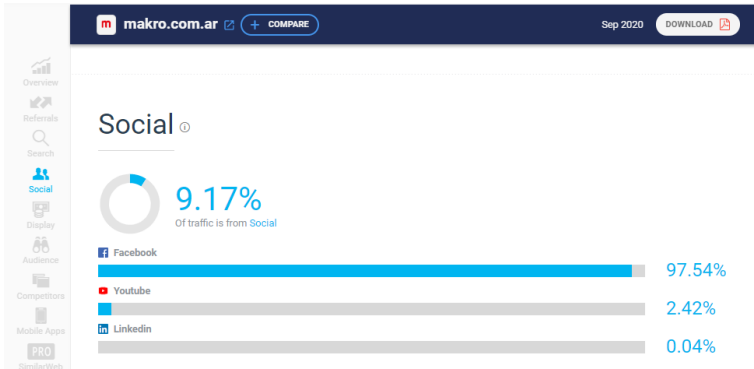 m makro.com.ar + COMPARE Sep 2020 DOWNLOAD
Overview
Referrals
Search
Social
Display
Audience
Competitors
Mobile Apps
PRO
SimilarWeb
Social
9.17%
Of traffic is from Social
Facebook
97.54%
Youtube
2.42%
in Linkedin
0.04%